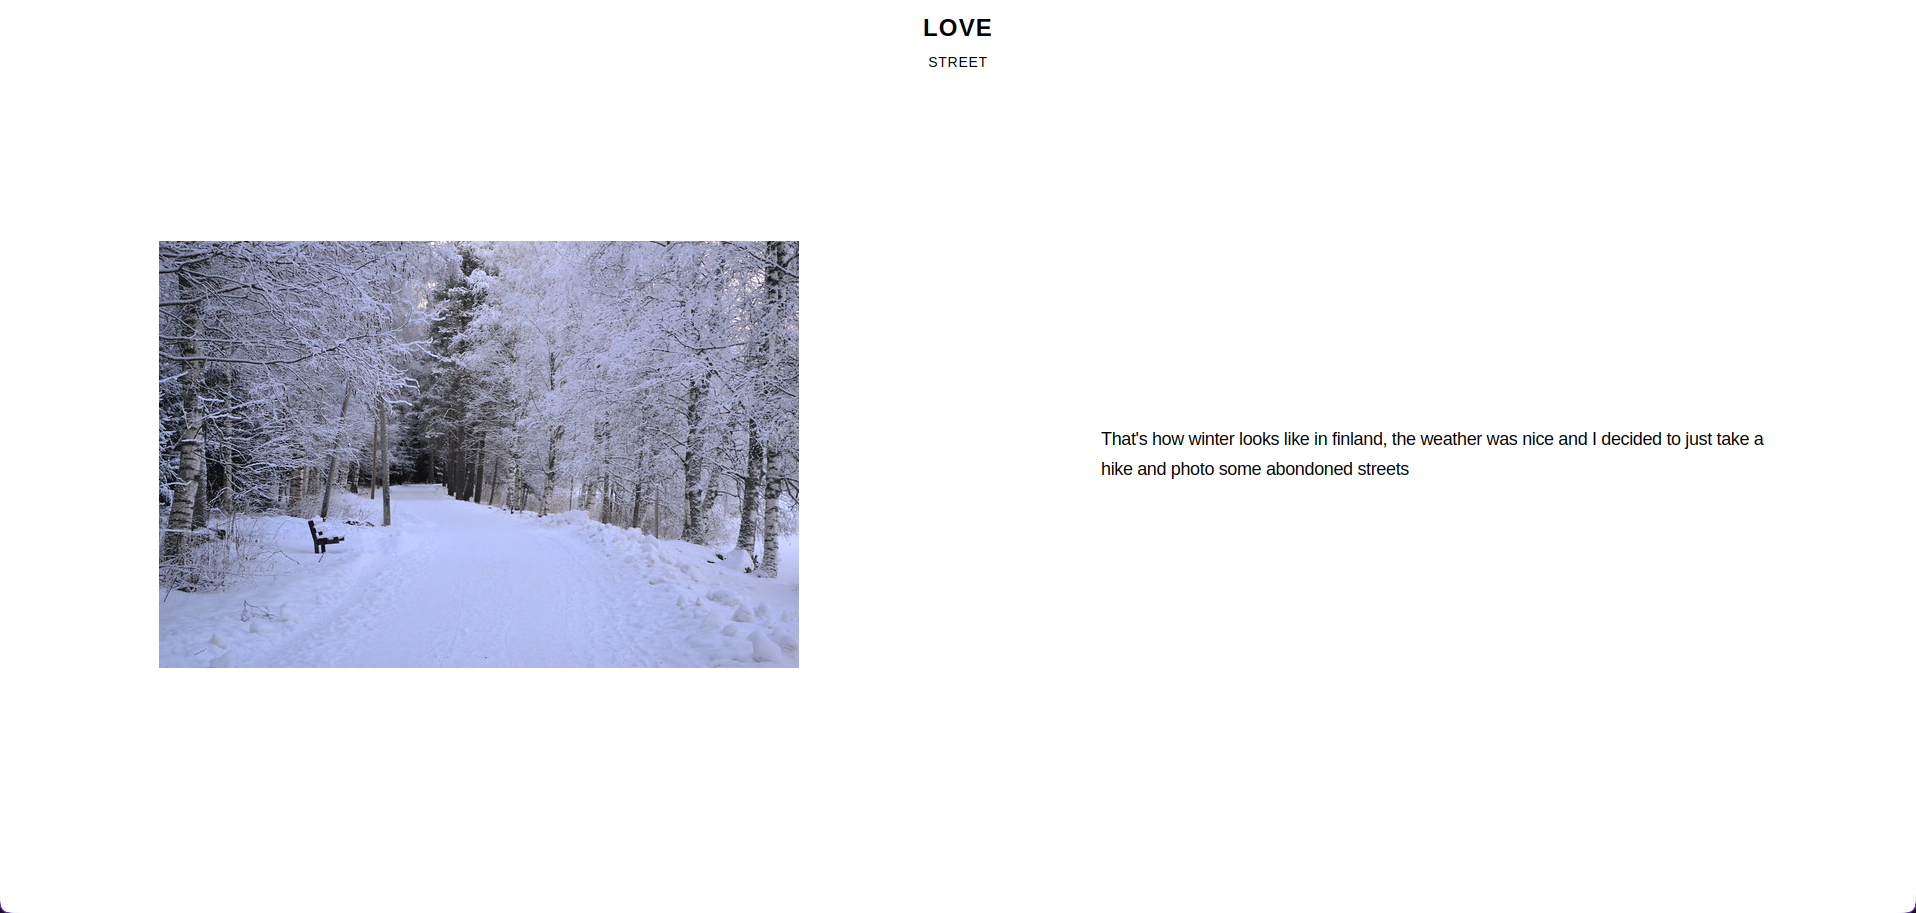 LOVE
STREET
That's how winter looks like in finland, the weather was nice and I decided to just take a
hike and photo some abondoned streets